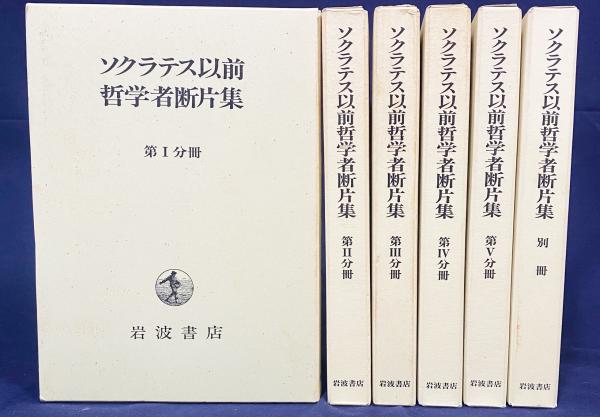 ソクラテス以前
哲学者断片集
第I分冊
岩波書店
ソクラテス以前哲学者断片集 第II分冊
岩波書店
ソクラテス以前哲学者断片集 第III分冊
岩波書店
ソクラテス以前哲学者断片集 第IV分冊
岩波書店
ソクラテス以前哲学者断片集 第V分冊
岩波書店
ソクラテス以前哲学者断片集 別冊
岩波書店